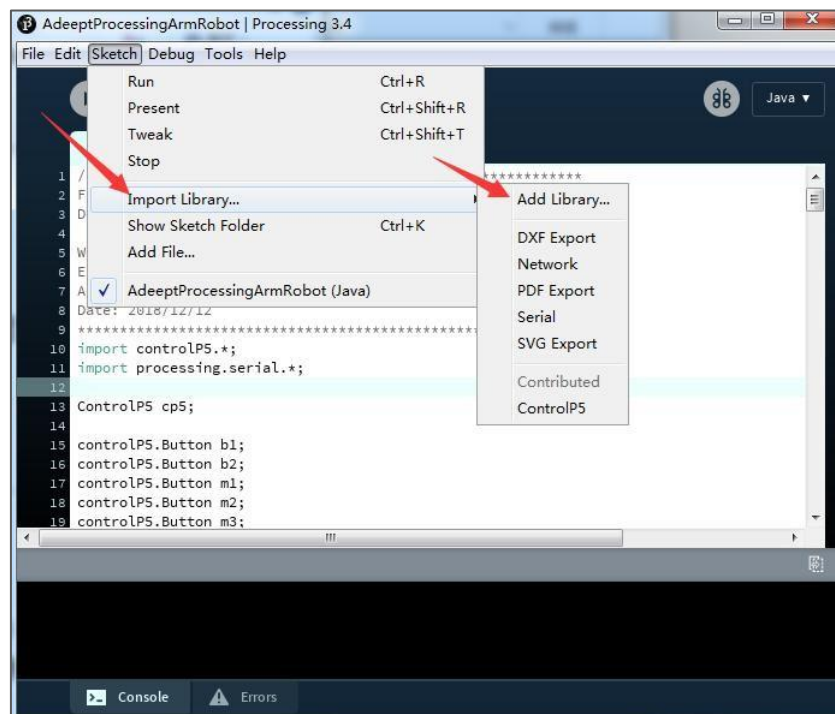 AdeeptProcessingArmRobot | Processing 3.4
File Edit Sketch Debug Tools Help
Run Ctrl+R
Present Ctrl+Shift+R
Tweak Ctrl+Shift+T
Stop
Import Library...
Show Sketch Folder Ctrl+K
Add File...
✓ AdeeptProcessingArmRobot (Java)
Add Library...
DXF Export
Network
PDF Export
Serial
SVG Export
Contributed
ControlP5
Java ▼
1 /
2 F
3 D
4
5 W
6 E
7 A
8 Date: 2018/12/12
9 ****************************************************
10 import controlP5.*;
11 import processing.serial.*;
12
13 ControlP5 cp5;
14
15 controlP5.Button b1;
16 controlP5.Button b2;
17 controlP5.Button m1;
18 controlP5.Button m2;
19 controlP5.Button m3;
Console
Errors